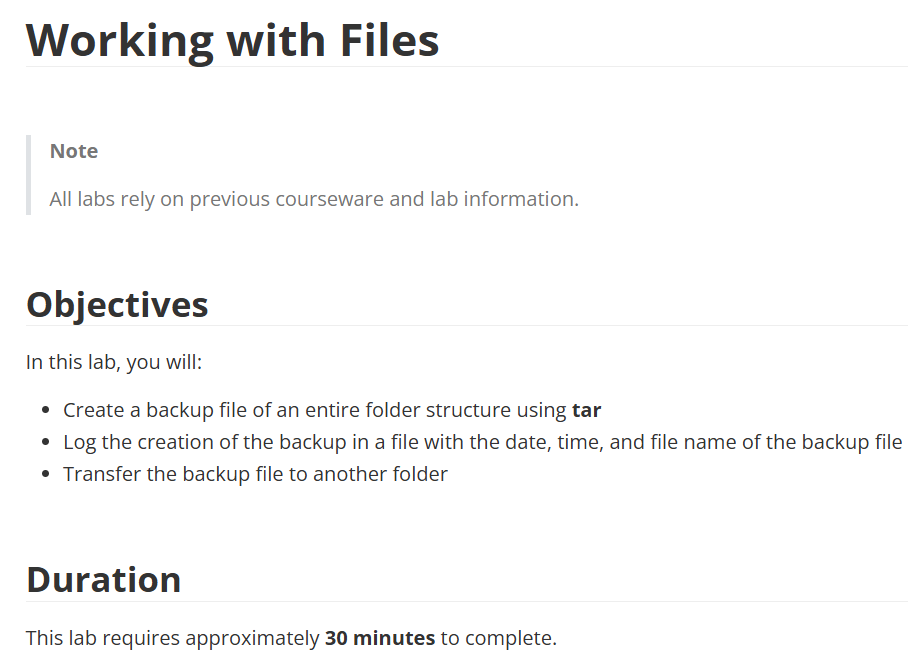 Working with Files
Note
All labs rely on previous courseware and lab information.
Objectives
In this lab, you will:
• Create a backup file of an entire folder structure using tar
• Log the creation of the backup in a file with the date, time, and file name of the backup file
• Transfer the backup file to another folder
Duration
This lab requires approximately 30 minutes to complete.